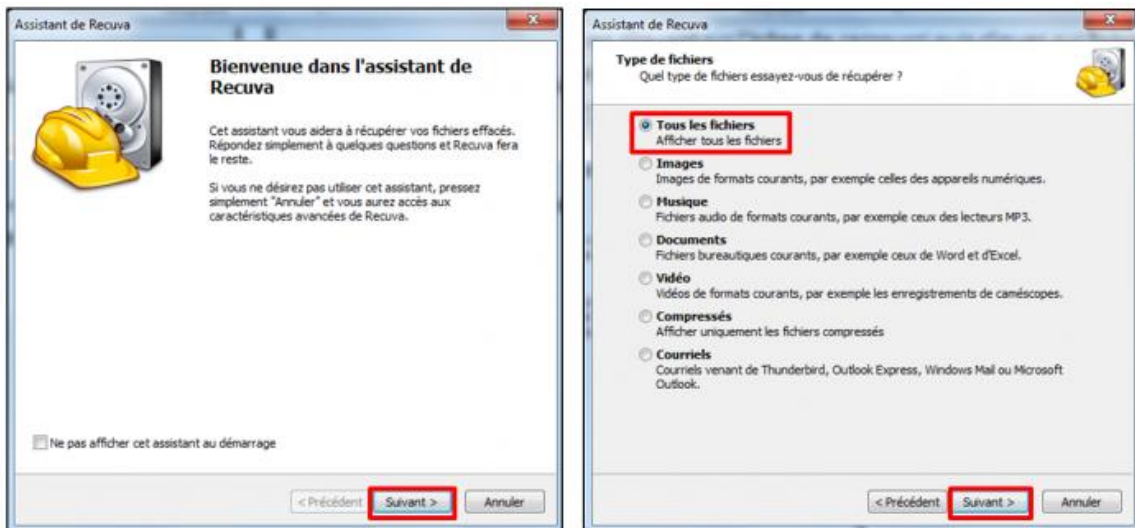 Assistant de Recuva
Bienvenue dans l'assistant de
Recuva
Cet assistant vous aidera à récupérer vos fichiers effacés.
Répondez simplement à quelques questions et Recuva fera
le reste.
Si vous ne désirez pas utiliser cet assistant, pressez
simplement "Annuler" et vous aurez accès aux
caractéristiques avancées de Recuva.
Ne pas afficher cet assistant au démarrage
< Précédent
Suivant >
Annuler
Assistant de Recuva
Type de fichiers
Quel type de fichiers essayez-vous de récupérer ?
Tous les fichiers
Afficher tous les fichiers
Images
Images de formats courants, par exemple celles des appareils numériques.
Musique
Fichiers audio de formats courants, par exemple ceux des lecteurs MP3.
Documents
Fichiers bureautiques courants, par exemple ceux de Word et d'Excel.
Vidéo
Vidéos de formats courants, par exemple les enregistrements de caméscopes.
Compressés
Afficher uniquement les fichiers compressés
Courriels
Courriels venant de Thunderbird, Outlook Express, Windows Mail ou Microsoft
Outlook.
< Précédent
Suivant >
Annuler